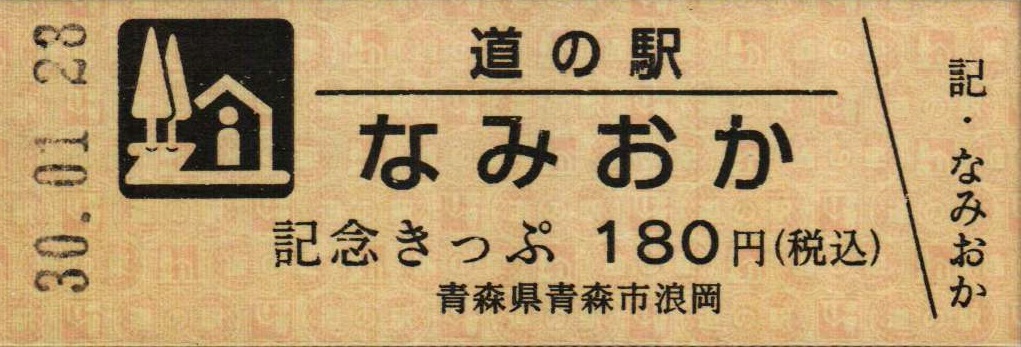 30.01 23
道の駅
なみおか
記念きっぷ 180円(税込)
青森県青森市浪岡
記・なみおか